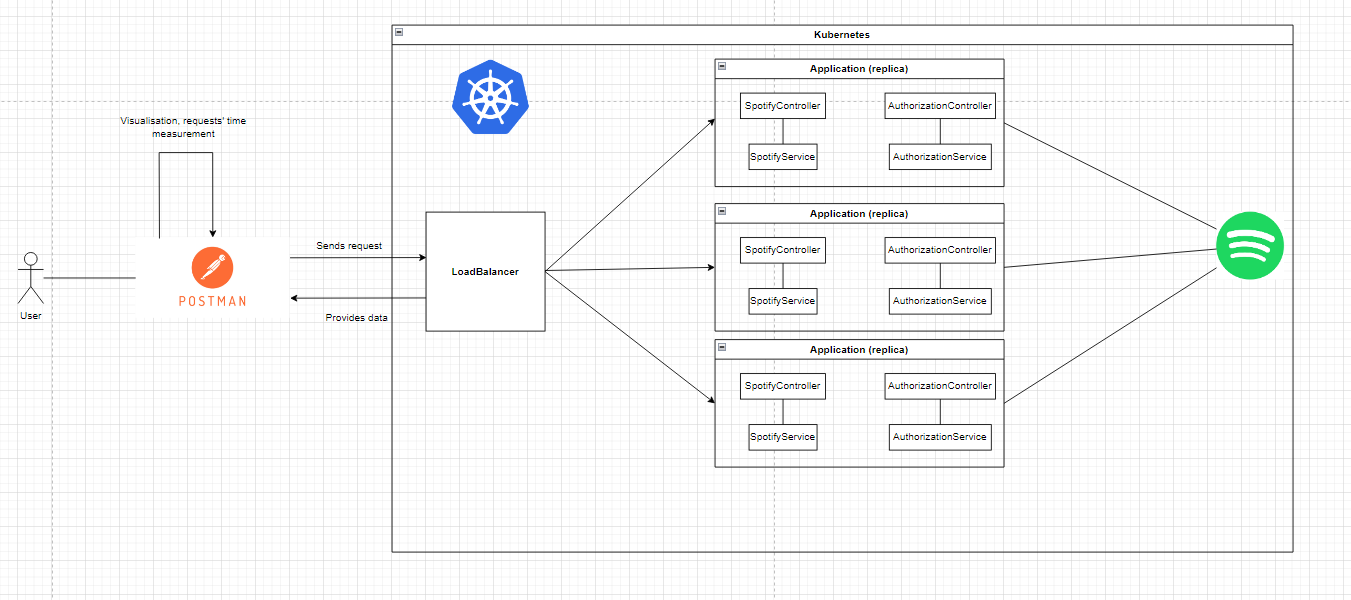 Kubernetes
Application (replica)
SpotifyController
AuthorizationController
SpotifyService
AuthorizationService
Visualisation, requests' time
measurement
Application (replica)
SpotifyController
AuthorizationController
SpotifyService
AuthorizationService
Sends request
LoadBalancer
POSTMAN
User
Provides data
Application (replica)
SpotifyController
AuthorizationController
SpotifyService
AuthorizationService